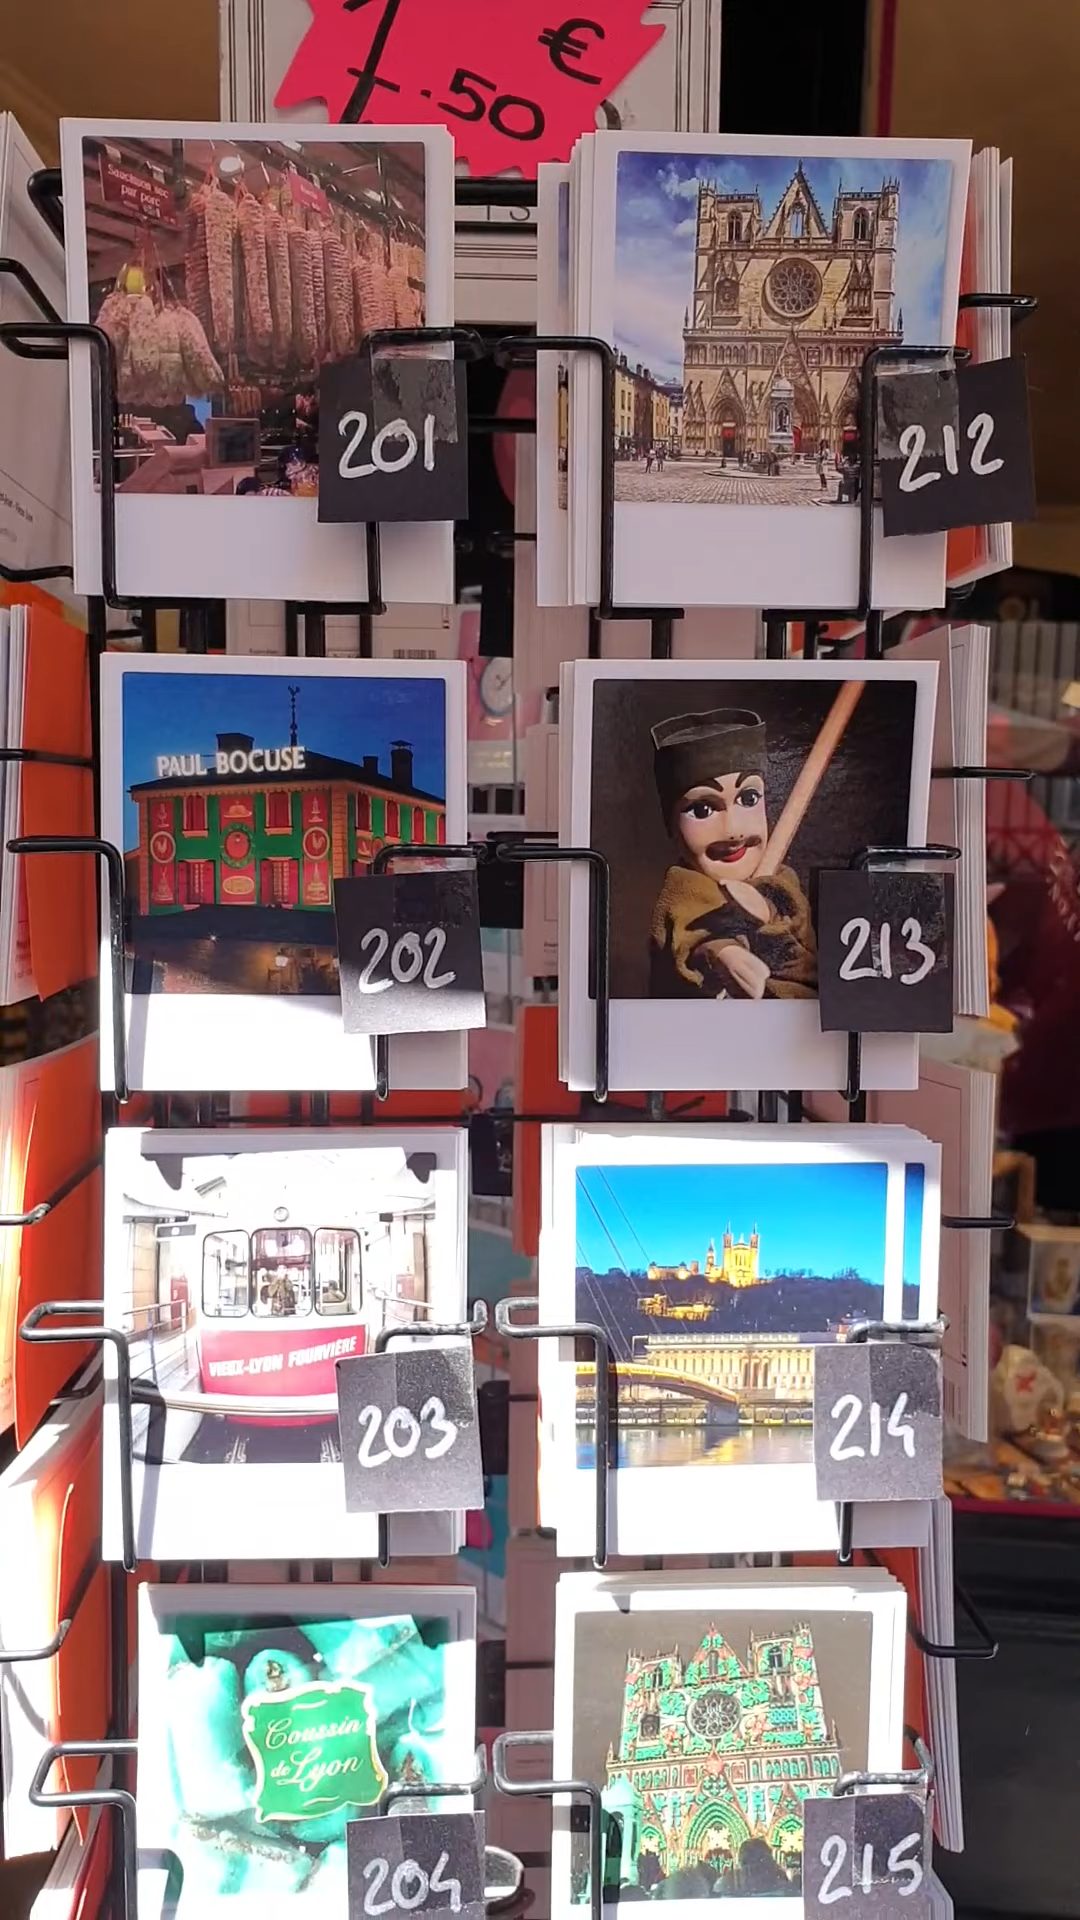 1.50 €
Saucisson sec
pur porc
201
212
PAUL BOCUSE
202
213
VIEUX-LYON FOURVIÈRE
203
214
Coussin
de Lyon
204
215